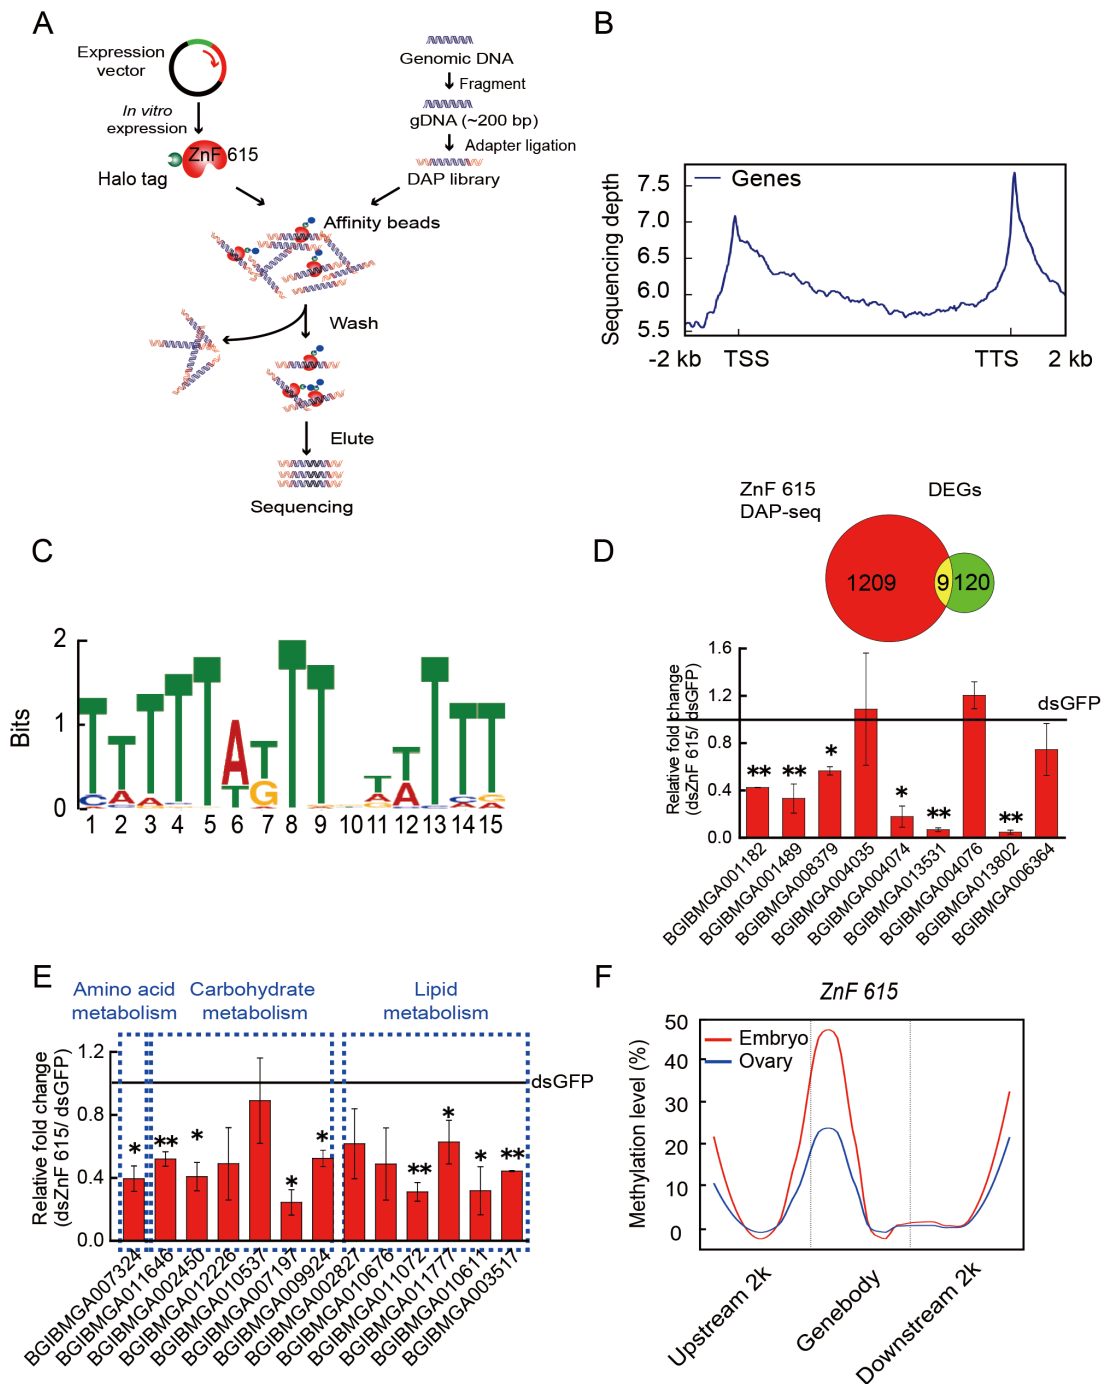 A
Expression
vector
In vitro
expression
ZnF 615
Halo tag
Genomic DNA
Fragment
gDNA (~200 bp)
Adapter ligation
DAP library
Affinity beads
Wash
Elute
Sequencing
B
Sequencing depth
7.5
7.0
6.5
6.0
5.5
Genes
-2 kb
TSS
TTS
2 kb
C
Bits
2
1
0
1 2 3 4 5 6 7 8 9 10 11 12 13 14 15
D
ZnF 615
DAP-seq
DEGs
1209
9
120
Relative fold change
(dsZnF 615/ dsGFP)
1.6
1.2
0.8
0.4
0.0
dsGFP
** ** * * ** **
BGIBMGA001182
BGIBMGA001489
BGIBMGA008379
BGIBMGA004035
BGIBMGA004074
BGIBMGA013531
BGIBMGA004076
BGIBMGA013802
BGIBMGA006364
E
Amino acid
metabolism
Carbohydrate
metabolism
Lipid
metabolism
Relative fold change
(dsZnF 615/ dsGFP)
1.2
0.8
0.4
0.0
dsGFP
* ** * * * ** * * **
BGIBMGA007324
BGIBMGA011646
BGIBMGA002450
BGIBMGA012226
BGIBMGA010537
BGIBMGA007197
BGIBMGA009924
BGIBMGA002827
BGIBMGA010676
BGIBMGA011072
BGIBMGA011777
BGIBMGA010611
BGIBMGA003517
F
ZnF 615
Methylation level (%)
50
40
30
20
10
0
Embryo
Ovary
Upstream 2k
Genebody
Downstream 2k